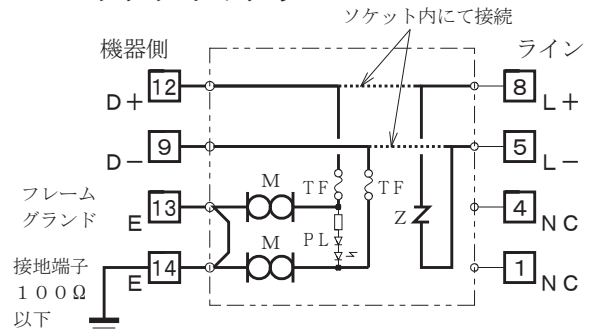 ソケット内にて接続
機器側
ライン
12
D+
8
L+
9
D−
5
L−
フレーム
グランド
13
E
M
TF
TF
Z
4
NC
PL
M
接地端子
100Ω
以下
14
E
1
NC